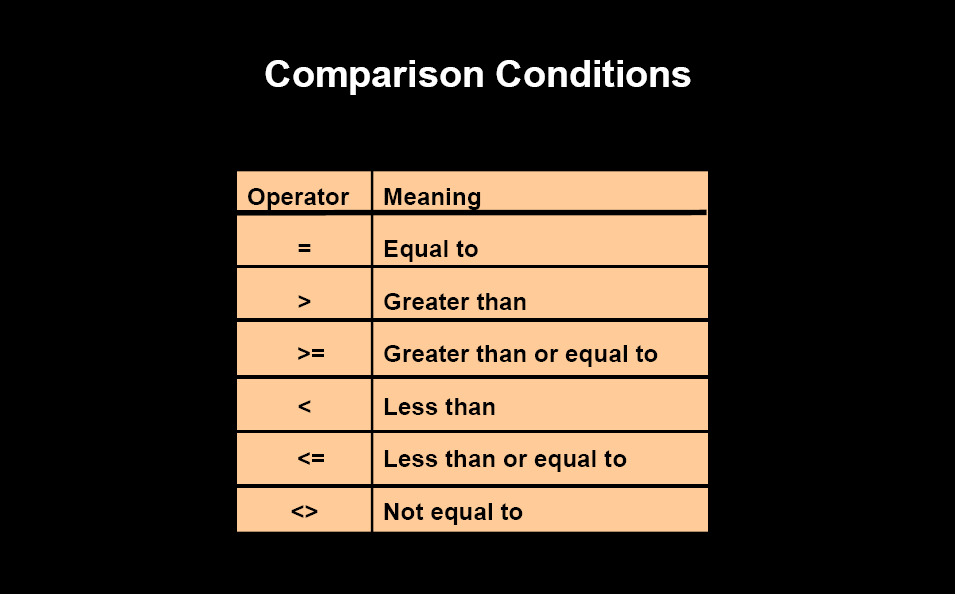 Comparison Conditions
Operator Meaning
= Equal to
> Greater than
>= Greater than or equal to
< Less than
<= Less than or equal to
<> Not equal to